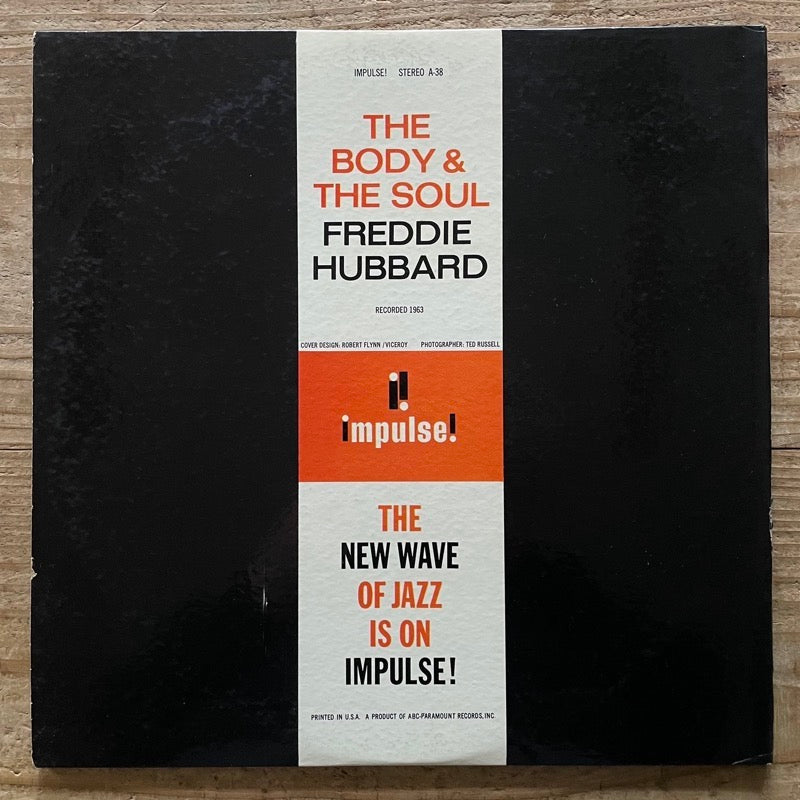 IMPULSE! STEREO A-38
THE
BODY &
THE SOUL
FREDDIE
HUBBARD
RECORDED 1963
COVER DESIGN: ROBERT FLYNN / VICEROY PHOTOGRAPHER: TED RUSSELL
i!
impulse!
THE
NEW WAVE
OF JAZZ
IS ON
IMPULSE!
PRINTED IN U.S.A. A PRODUCT OF ABC-PARAMOUNT RECORDS, INC.